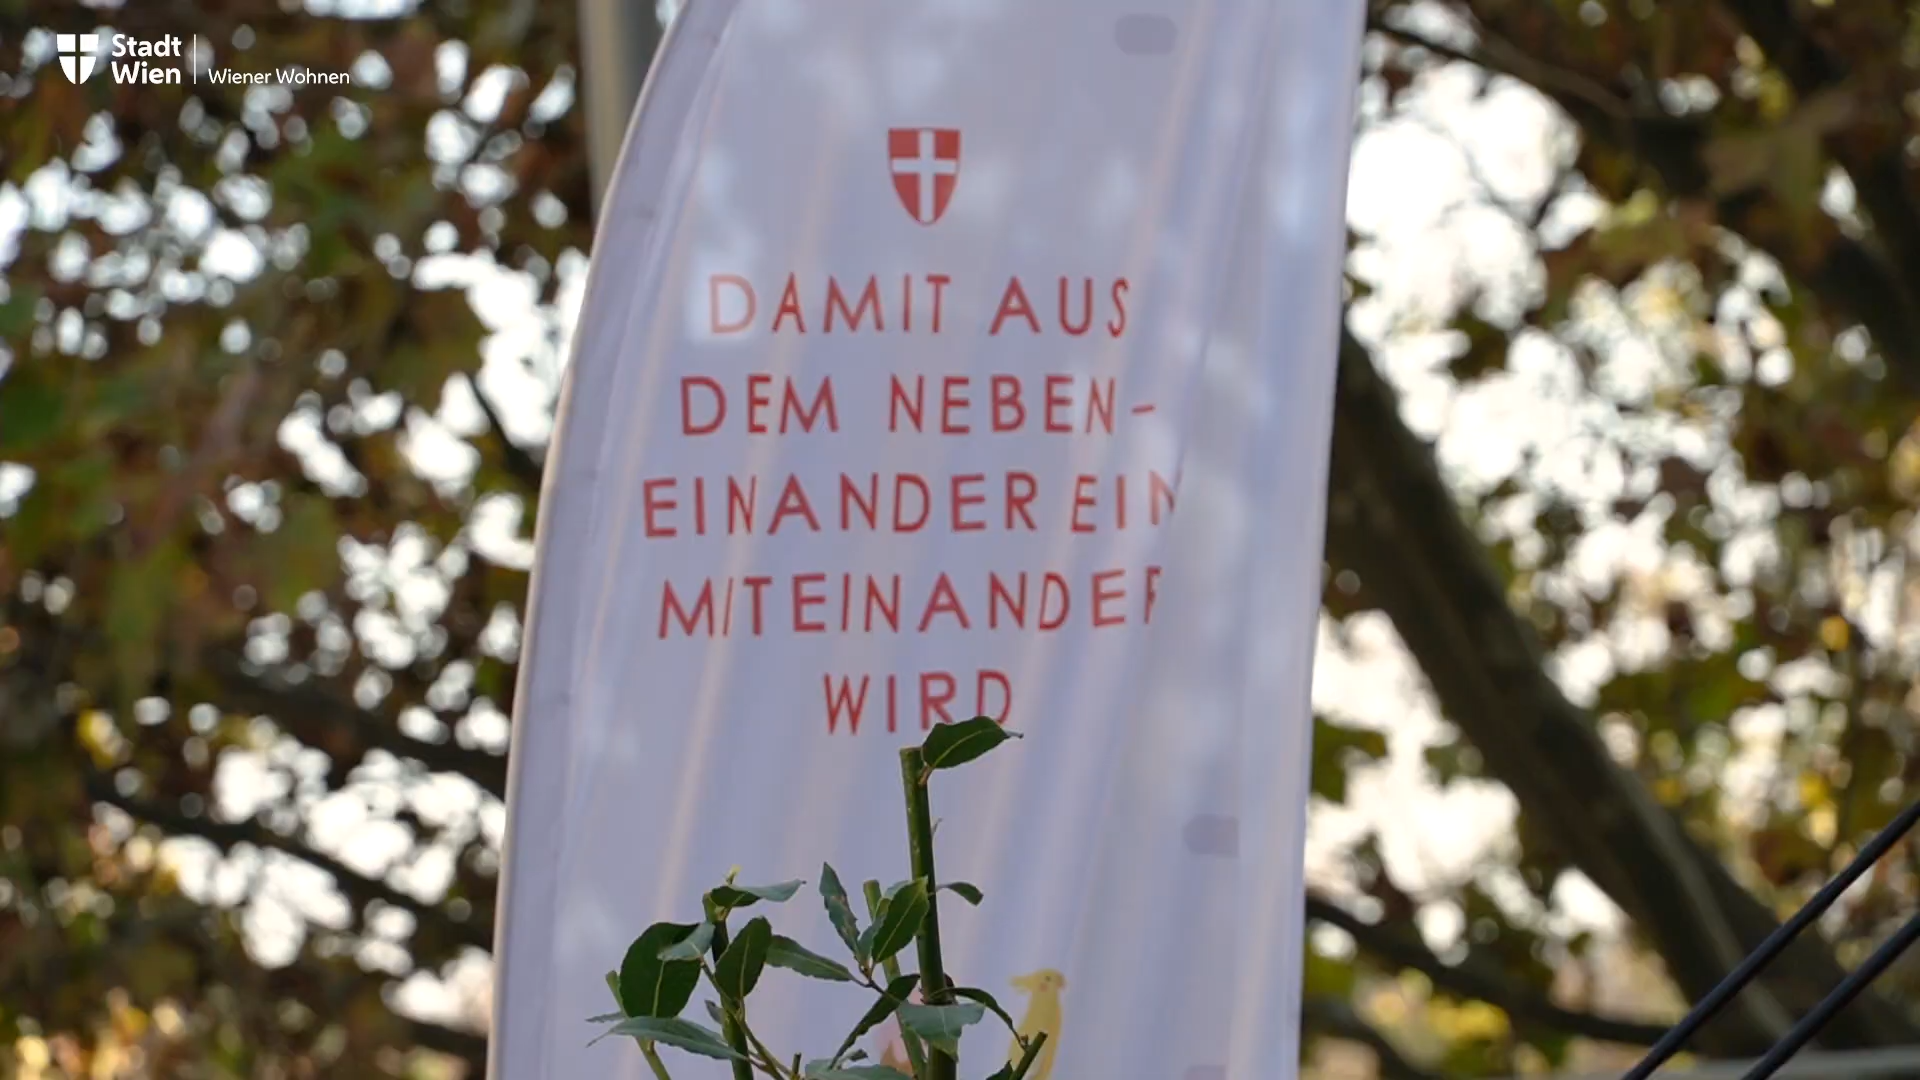 Stadt
Wien
Wiener Wohnen
DAMIT AUS
DEM NEBEN-
EINANDER EIN
MITEINANDER
WIRD